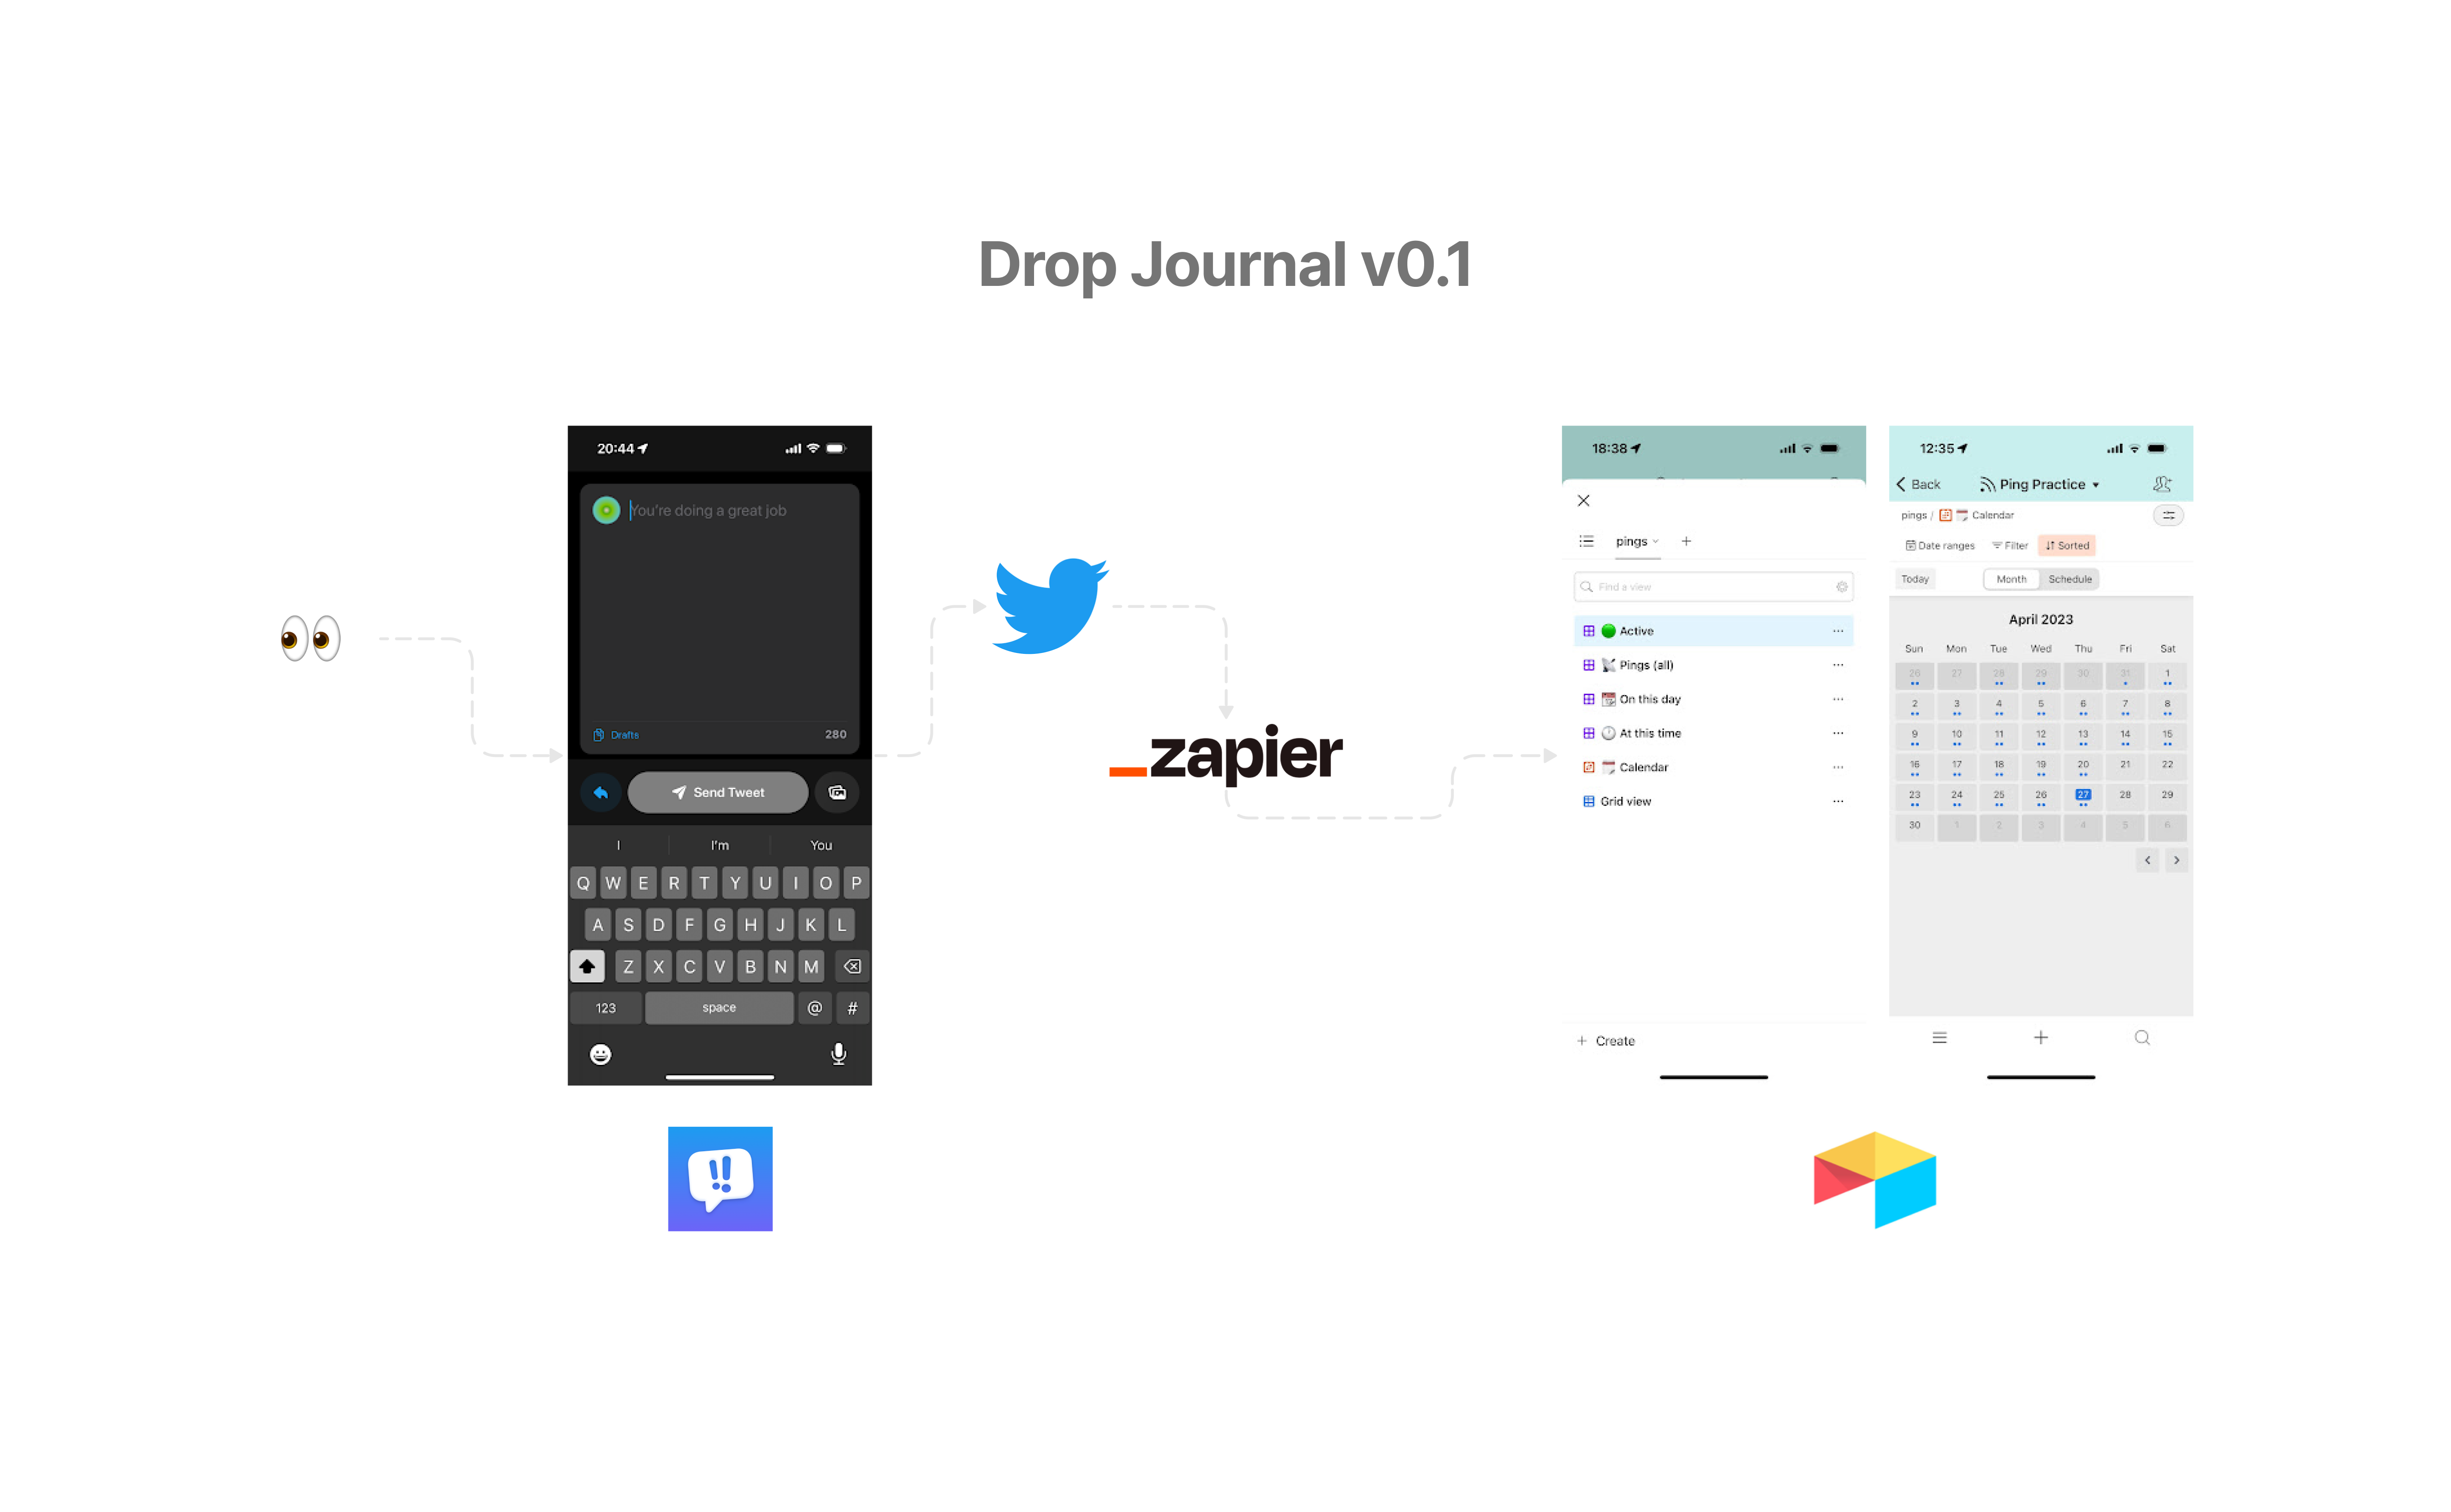 Drop Journal v0.1
20:44
You're doing a great job
Drafts 280
Send Tweet
I I'm You
Q W E R T Y U I O P
A S D F G H J K L
Z X C V B N M
123 space @ #
zapier
18:38
pings
Find a view
Active
Pings (all)
On this day
At this time
Calendar
Grid view
Create
12:35
Back Ping Practice
pings / Calendar
Date ranges Filter Sorted
Today Month Schedule
April 2023
Sun Mon Tue Wed Thu Fri Sat
26 27 28 29 30 31 1
2 3 4 5 6 7 8
9 10 11 12 13 14 15
16 17 18 19 20 21 22
23 24 25 26 27 28 29
30 1 2 3 4 5 6